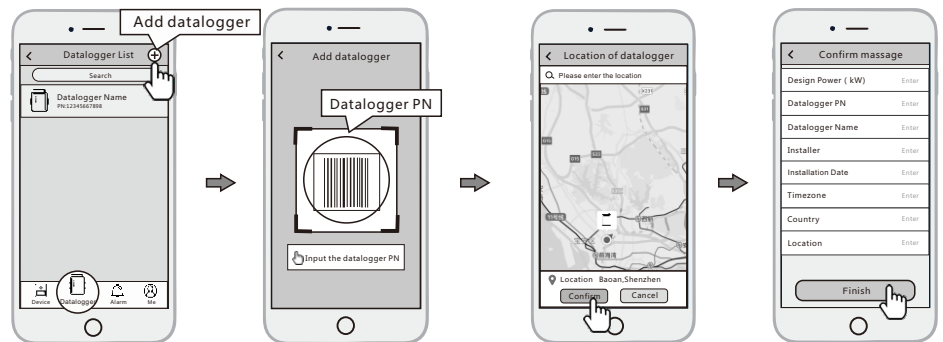 Add datalogger
Datalogger List
Search
Datalogger Name
PN:12345667898
Device
Datalogger
Alarm
Me
Add datalogger
Datalogger PN
Input the datalogger PN
Location of datalogger
Please enter the location
Location Baoan,Shenzhen
Confirm
Cancel
Confirm massage
Design Power ( kW) Enter
Datalogger PN Enter
Datalogger Name Enter
Installer Enter
Installation Date Enter
Timezone Enter
Country Enter
Location Enter
Finish